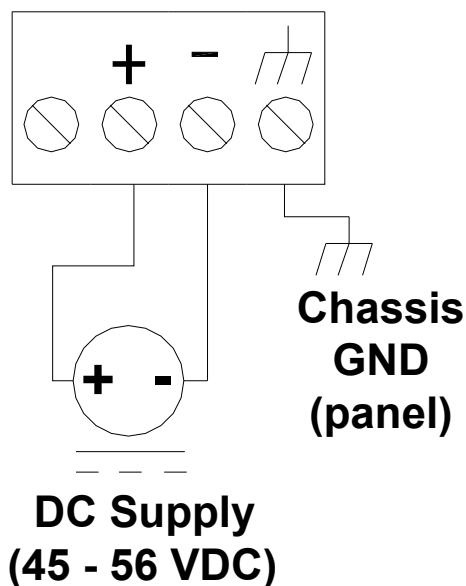 + -
+ -
Chassis
GND
(panel)
DC Supply
(45 - 56 VDC)